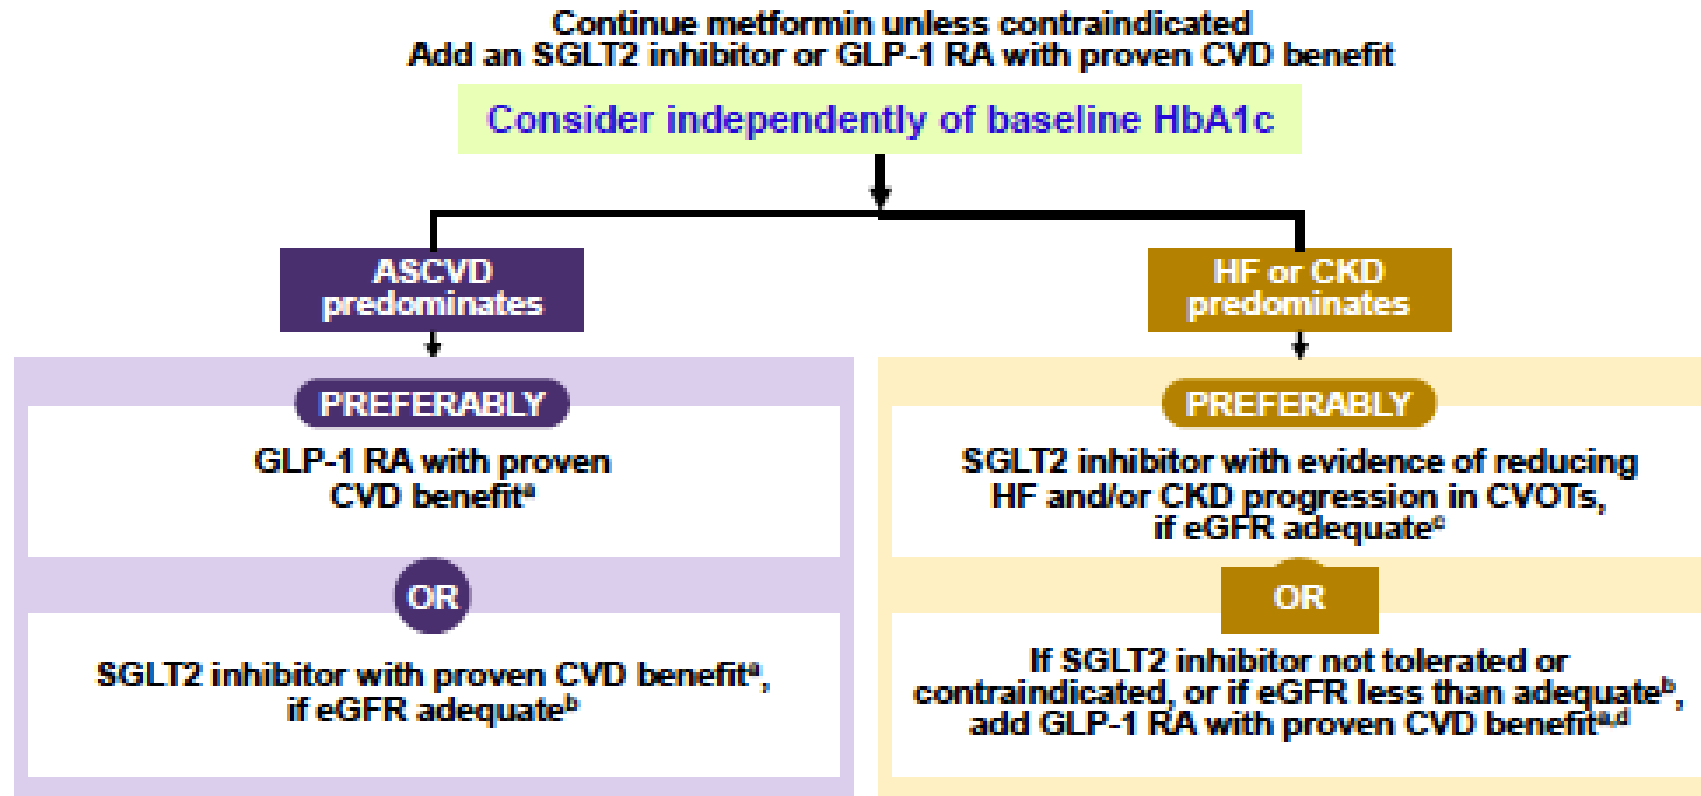 Continue metformin unless contraindicated
Add an SGLT2 inhibitor or GLP-1 RA with proven CVD benefit
Consider independently of baseline HbA1c
ASCVD
predominates
PREFERABLY
GLP-1 RA with proven
CVD benefitᵃ
OR
SGLT2 inhibitor with proven CVD benefitᵃ,
if eGFR adequateᵇ
HF or CKD
predominates
PREFERABLY
SGLT2 inhibitor with evidence of reducing
HF and/or CKD progression in CVOTs,
if eGFR adequateᶜ
OR
If SGLT2 inhibitor not tolerated or
contraindicated, or if eGFR less than adequateᵇ,
add GLP-1 RA with proven CVD benefitᵃ,ᵈ